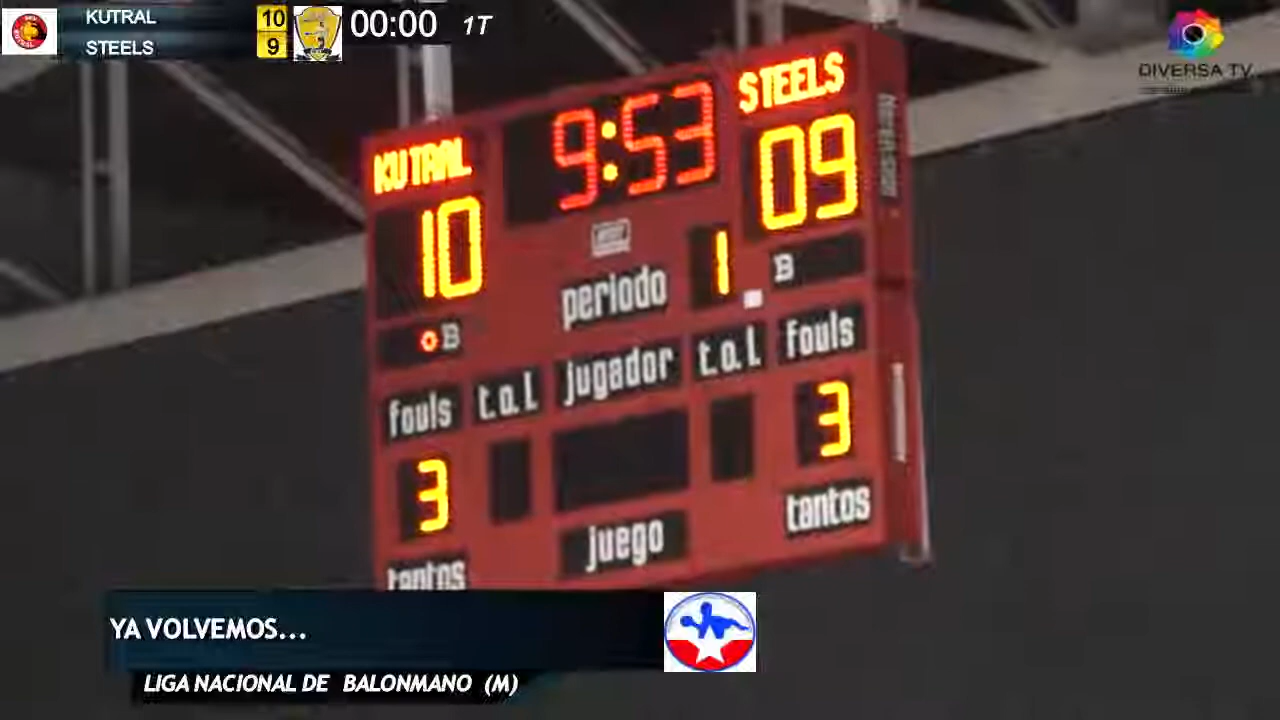 KUTRAL 10
STEELS 9
00:00 1T
DIVERSA TV
STEELS
KUTRAL
9:53
10
09
periodo 1
B
B
fouls t.o.l jugador t.o.l fouls
3
3
juego
tantos
tantos
YA VOLVEMOS...
LIGA NACIONAL DE BALONMANO (M)